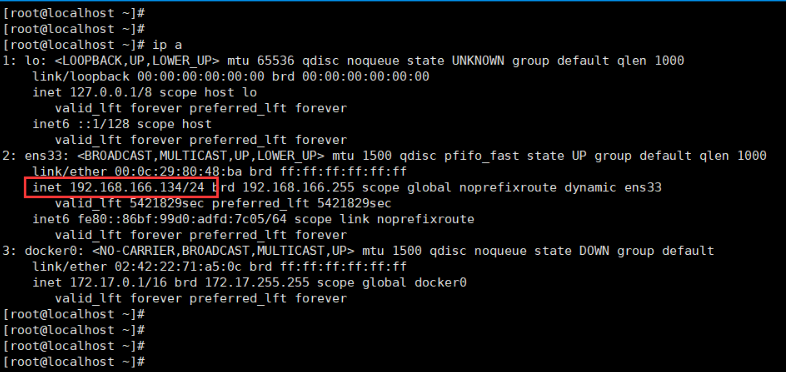 [root@localhost ~]#
[root@localhost ~]#
[root@localhost ~]# ip a
1: lo: <LOOPBACK,UP,LOWER_UP> mtu 65536 qdisc noqueue state UNKNOWN group default qlen 1000
    link/loopback 00:00:00:00:00:00 brd 00:00:00:00:00:00
    inet 127.0.0.1/8 scope host lo
       valid_lft forever preferred_lft forever
    inet6 ::1/128 scope host
       valid_lft forever preferred_lft forever
2: ens33: <BROADCAST,MULTICAST,UP,LOWER_UP> mtu 1500 qdisc pfifo_fast state UP group default qlen 1000
    link/ether 00:0c:29:80:48:ba brd ff:ff:ff:ff:ff:ff
    inet 192.168.166.134/24 brd 192.168.166.255 scope global noprefixroute dynamic ens33
       valid_lft 5421829sec preferred_lft 5421829sec
    inet6 fe80::86bf:99d0:adfd:7c05/64 scope link noprefixroute
       valid_lft forever preferred_lft forever
3: docker0: <NO-CARRIER,BROADCAST,MULTICAST,UP> mtu 1500 qdisc noqueue state DOWN group default
    link/ether 02:42:22:71:a5:0c brd ff:ff:ff:ff:ff:ff
    inet 172.17.0.1/16 brd 172.17.255.255 scope global docker0
       valid_lft forever preferred_lft forever
[root@localhost ~]#
[root@localhost ~]#
[root@localhost ~]#
[root@localhost ~]#